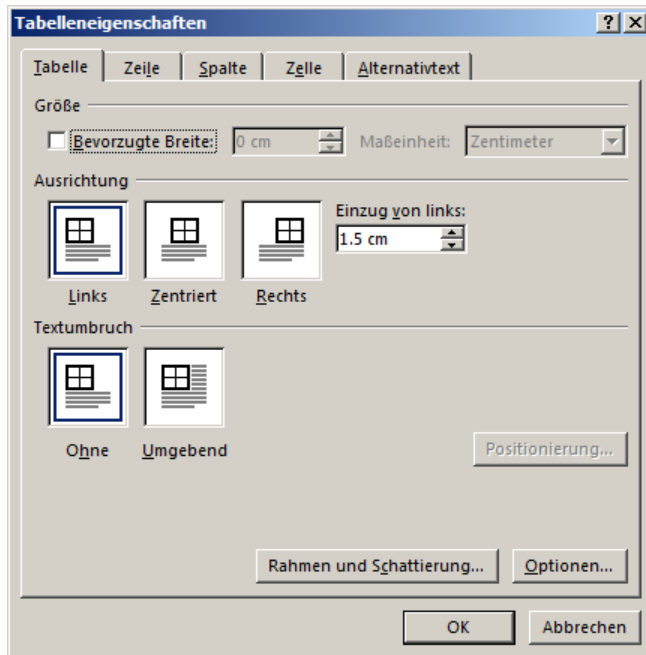 Tabelleneigenschaften
Tabelle Zeile Spalte Zelle Alternativtext
Größe
Bevorzugte Breite: 0 cm Maßeinheit: Zentimeter
Ausrichtung
Einzug von links:
1.5 cm
Links Zentriert Rechts
Textumbruch
Ohne Umgebend
Positionierung...
Rahmen und Schattierung... Optionen...
OK Abbrechen